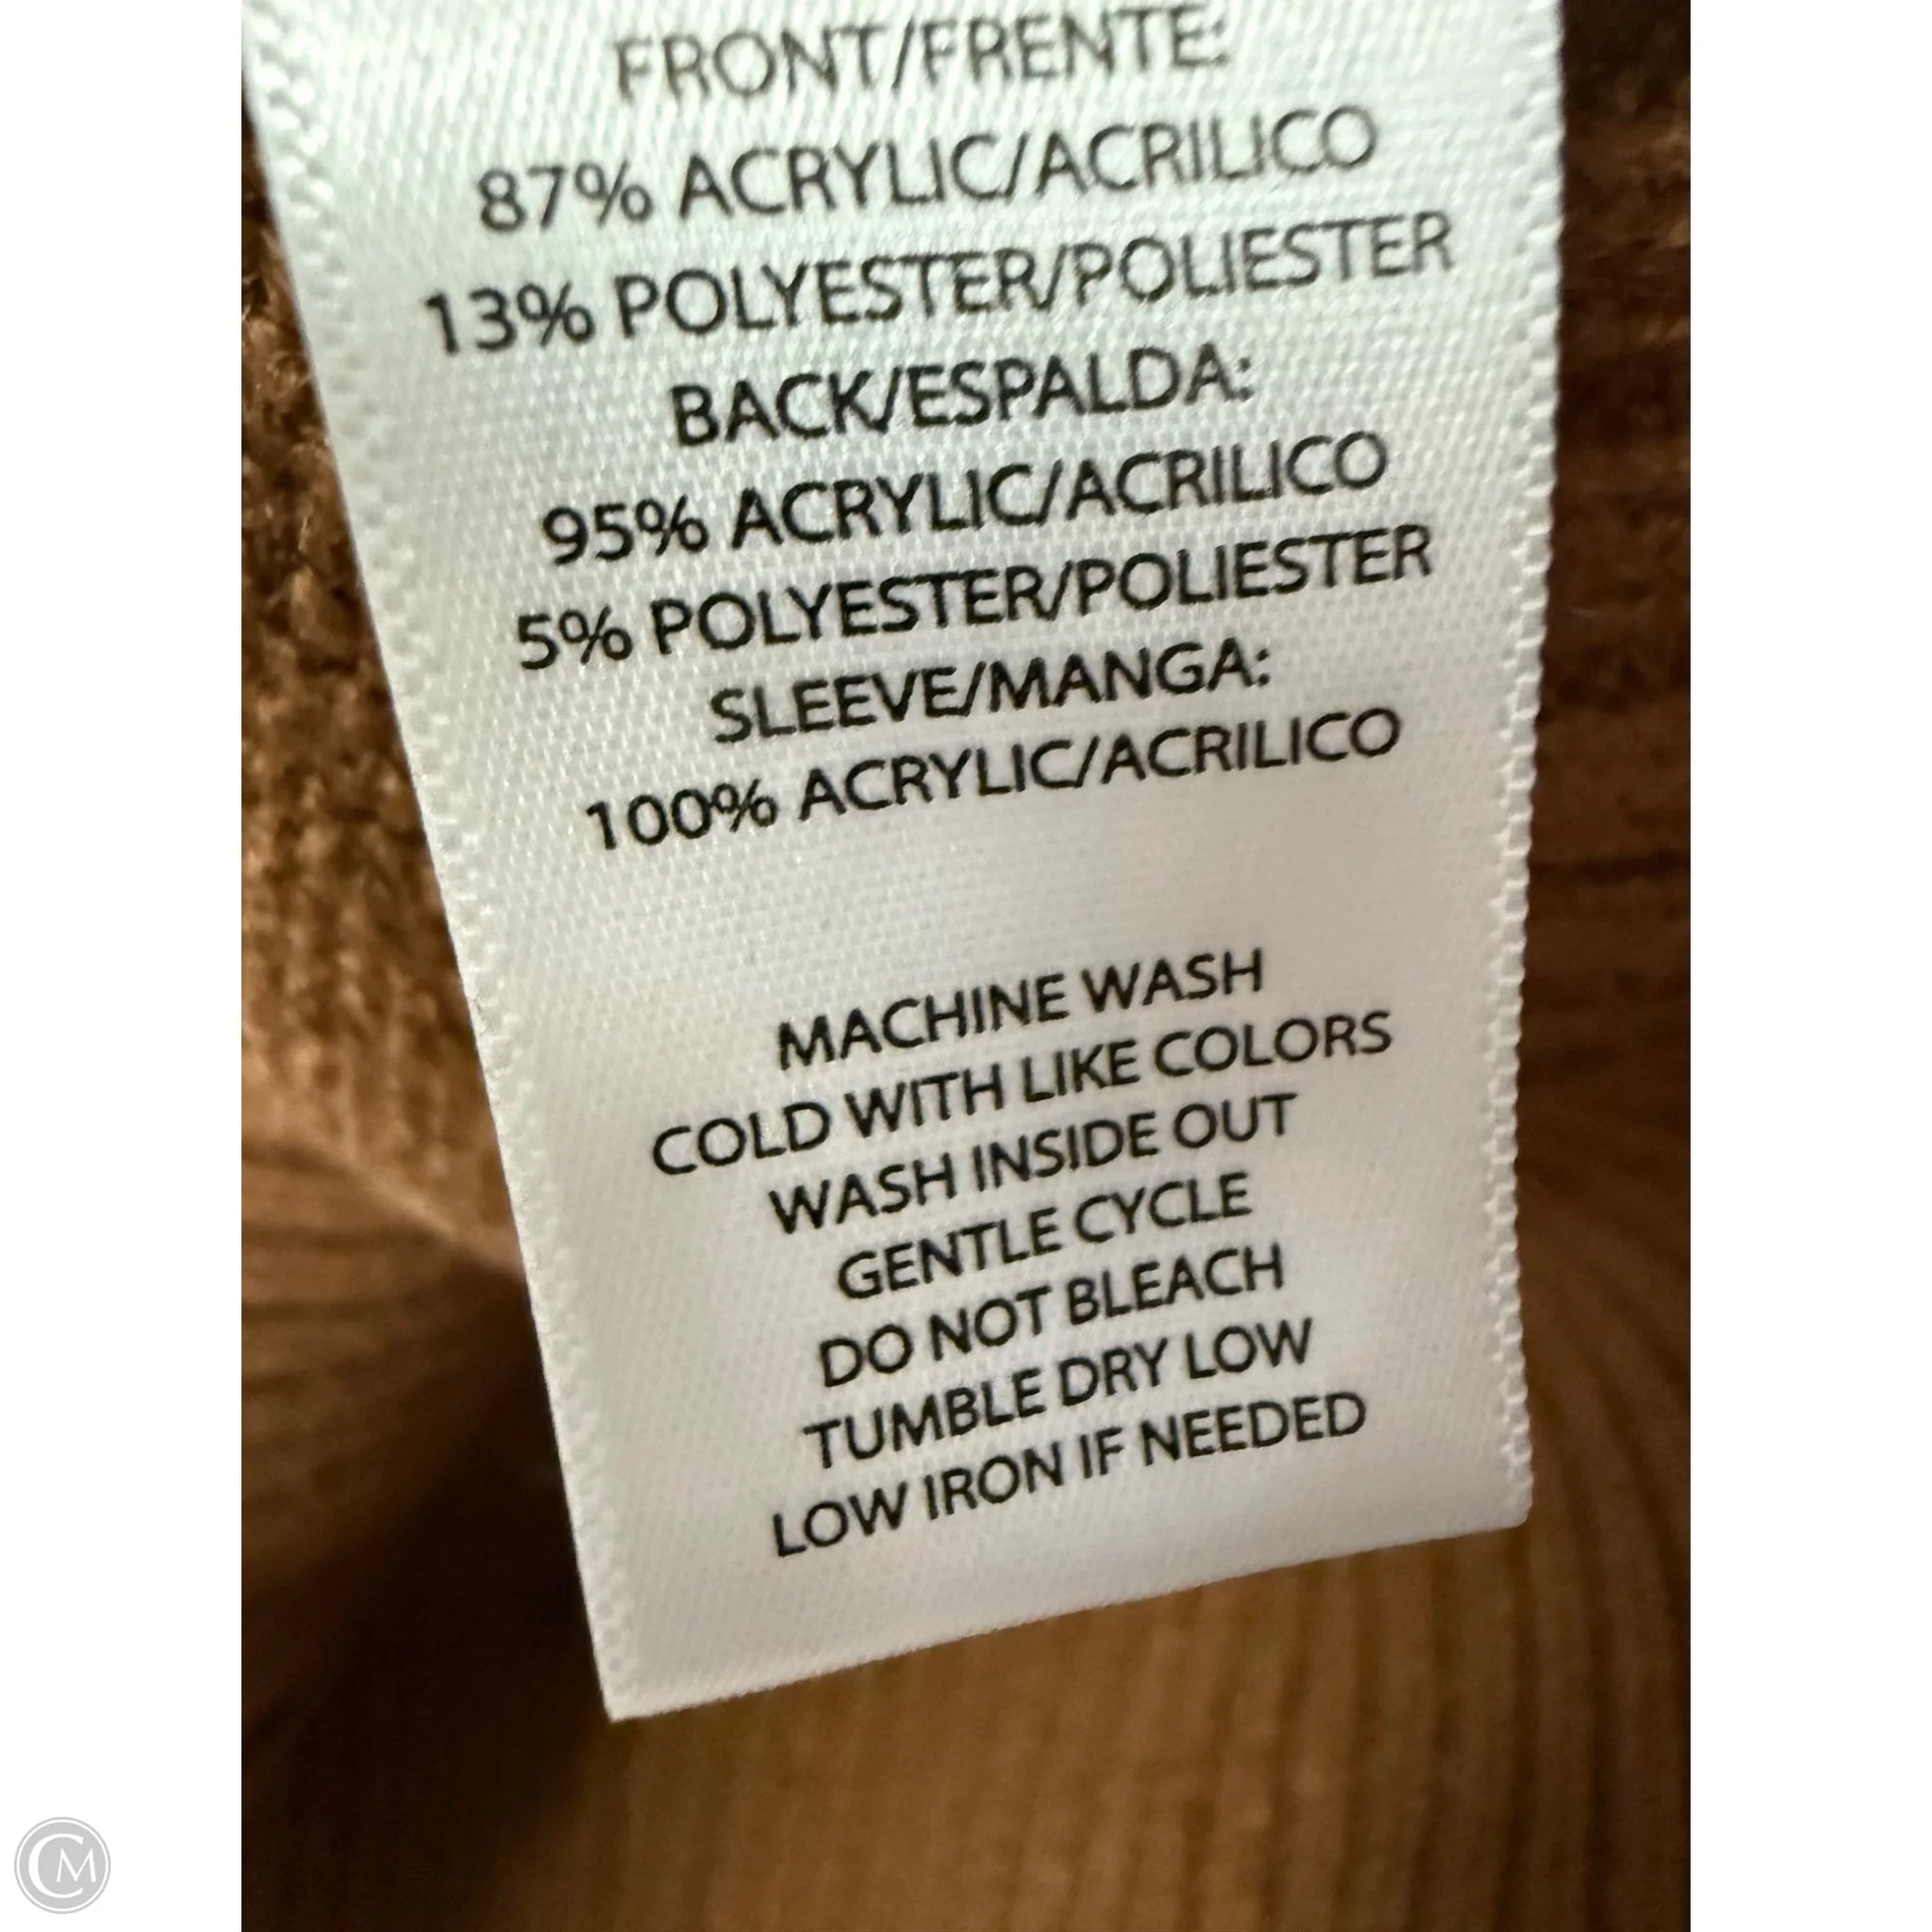 FRONT/FRENTE:
87% ACRYLIC/ACRILICO
13% POLYESTER/POLIESTER
BACK/ESPALDA:
95% ACRYLIC/ACRILICO
5% POLYESTER/POLIESTER
SLEEVE/MANGA:
100% ACRYLIC/ACRILICO
MACHINE WASH
COLD WITH LIKE COLORS
WASH INSIDE OUT
GENTLE CYCLE
DO NOT BLEACH
TUMBLE DRY LOW
LOW IRON IF NEEDED
CM